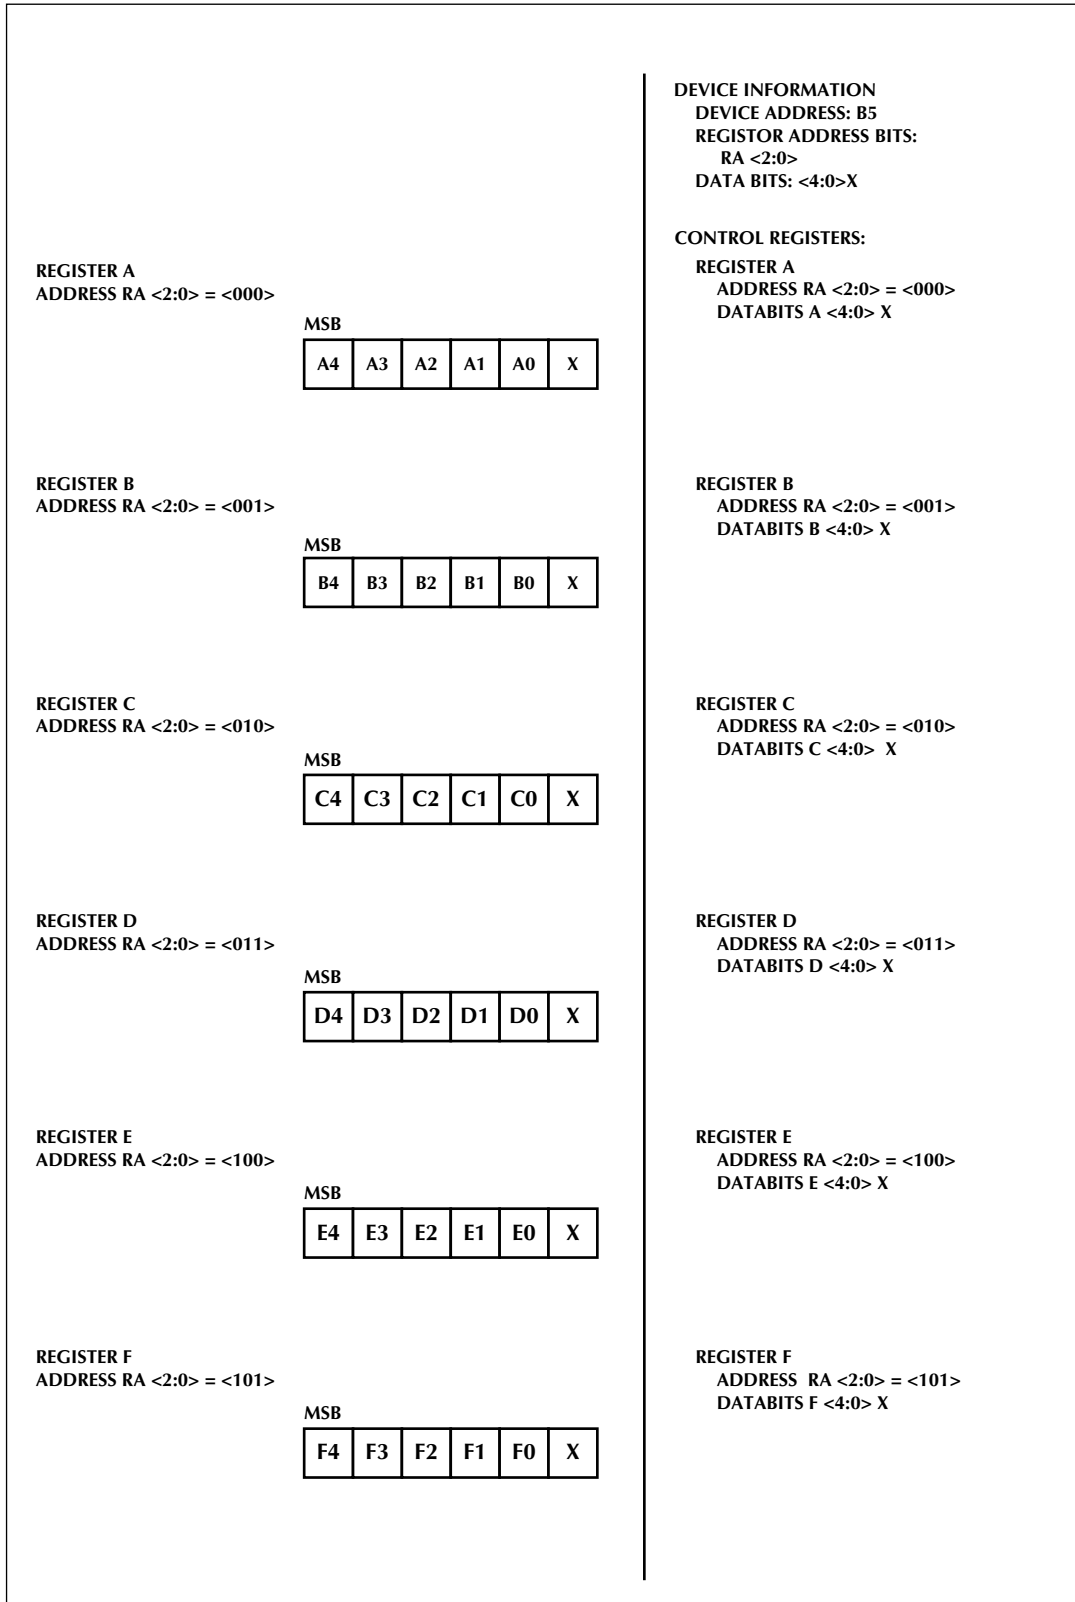 DEVICE INFORMATION
DEVICE ADDRESS: B5
REGISTOR ADDRESS BITS:
RA <2:0>
DATA BITS: <4:0>X
CONTROL REGISTERS:
REGISTER A
ADDRESS RA <2:0> = <000>
MSB
A4 A3 A2 A1 A0 X
REGISTER A
ADDRESS RA <2:0> = <000>
DATABITS A <4:0> X
REGISTER B
ADDRESS RA <2:0> = <001>
MSB
B4 B3 B2 B1 B0 X
REGISTER B
ADDRESS RA <2:0> = <001>
DATABITS B <4:0> X
REGISTER C
ADDRESS RA <2:0> = <010>
MSB
C4 C3 C2 C1 C0 X
REGISTER C
ADDRESS RA <2:0> = <010>
DATABITS C <4:0>  X
REGISTER D
ADDRESS RA <2:0> = <011>
MSB
D4 D3 D2 D1 D0 X
REGISTER D
ADDRESS RA <2:0> = <011>
DATABITS D <4:0> X
REGISTER E
ADDRESS RA <2:0> = <100>
MSB
E4 E3 E2 E1 E0 X
REGISTER E
ADDRESS RA <2:0> = <100>
DATABITS E <4:0> X
REGISTER F
ADDRESS RA <2:0> = <101>
MSB
F4 F3 F2 F1 F0 X
REGISTER F
ADDRESS  RA <2:0> = <101>
DATABITS F <4:0> X